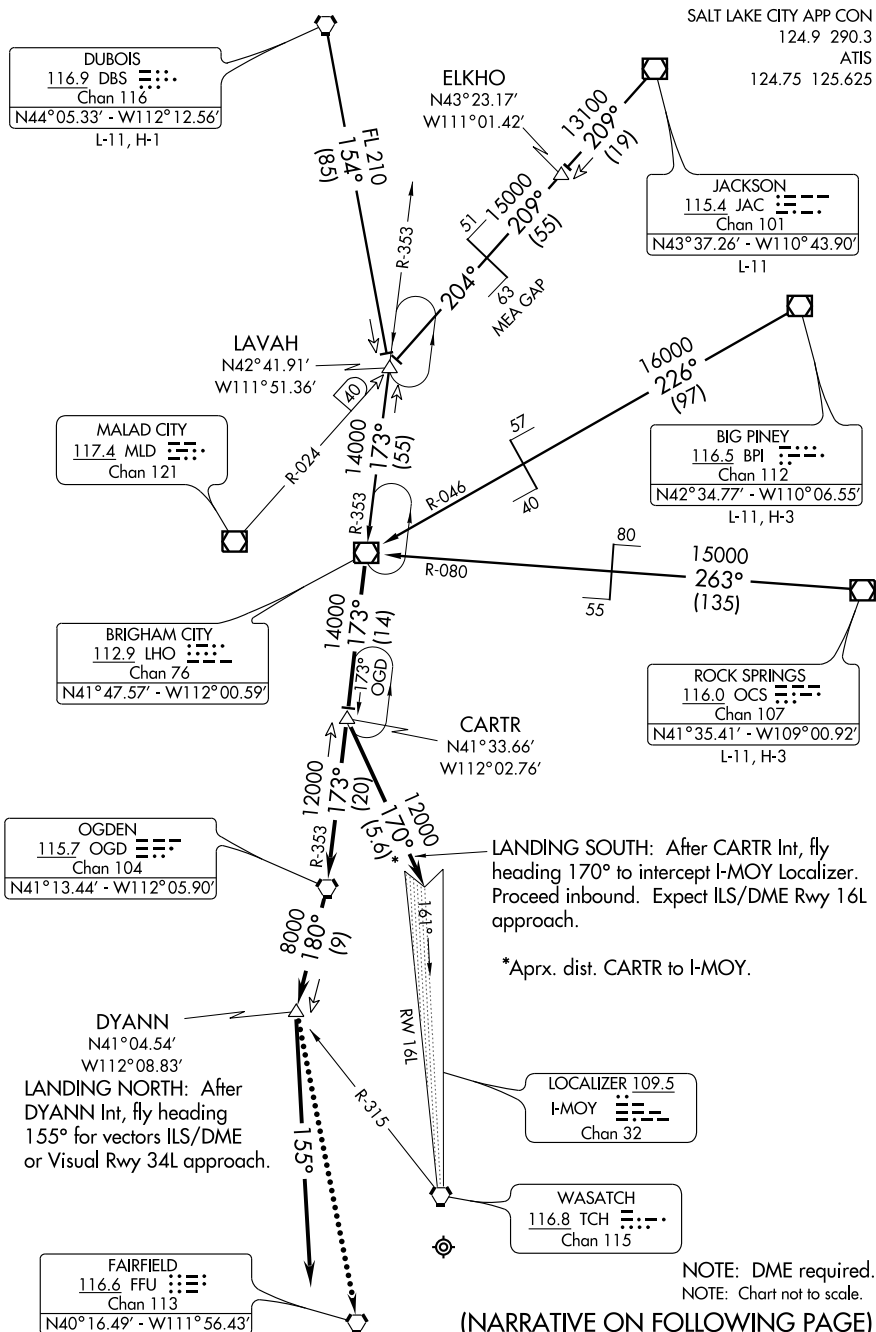 SALT LAKE CITY APP CON
124.9 290.3
ATIS
124.75 125.625
DUBOIS
116.9 DBS
Chan 116
N44°05.33' - W112°12.56'
L-11, H-1
ELKHO
N43°23.17'
W111°01.42'
13100
209°
(19)
JACKSON
115.4 JAC
Chan 101
N43°37.26' - W110°43.90'
L-11
FL 210
154°
(85)
R-353
51
15000
209°
(55)
204°
63
MEA GAP
LAVAH
N42°41.91'
W111°51.36'
40
MALAD CITY
117.4 MLD
Chan 121
R-024
14000
173°
(55)
R-353
16000
226°
(97)
57
40
R-046
BIG PINEY
116.5 BPI
Chan 112
N42°34.77' - W110°06.55'
L-11, H-3
80
55
R-080
15000
263°
(135)
BRIGHAM CITY
112.9 LHO
Chan 76
N41°47.57' - W112°00.59'
14000
173°
(14)
173°
OGD
ROCK SPRINGS
116.0 OCS
Chan 107
N41°35.41' - W109°00.92'
L-11, H-3
CARTR
N41°33.66'
W112°02.76'
12000
173°
(20)
R-353
12000
170°
(5.6)*
OGDEN
115.7 OGD
Chan 104
N41°13.44' - W112°05.90'
LANDING SOUTH: After CARTR Int, fly
heading 170° to intercept I-MOY Localizer.
Proceed inbound. Expect ILS/DME Rwy 16L
approach.
*Aprx. dist. CARTR to I-MOY.
161°
RW 16L
8000
180°
(9)
DYANN
N41°04.54'
W112°08.83'
LANDING NORTH: After
DYANN Int, fly heading
155° for vectors ILS/DME
or Visual Rwy 34L approach.
155°
R-315
LOCALIZER 109.5
I-MOY
Chan 32
WASATCH
116.8 TCH
Chan 115
FAIRFIELD
116.6 FFU
Chan 113
N40°16.49' - W111°56.43'
NOTE: DME required.
NOTE: Chart not to scale.
(NARRATIVE ON FOLLOWING PAGE)